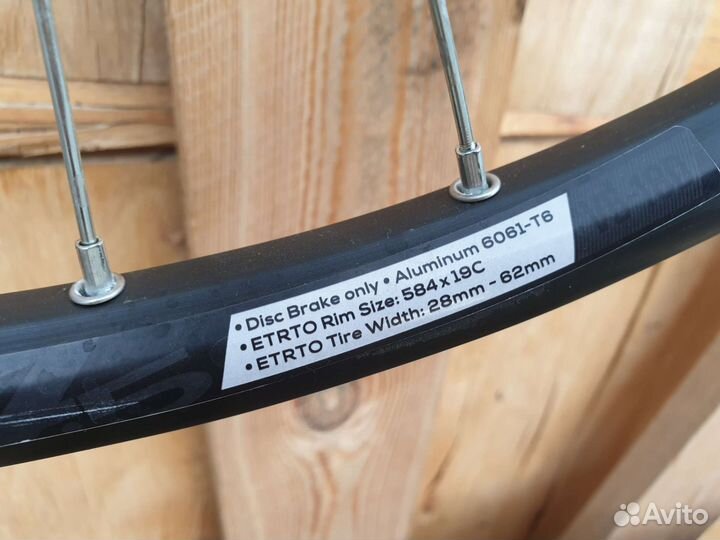 • Disc Brake only • Aluminum 6061-T6
• ETRTO Rim Size: 584x19C
• ETRTO Tire Width: 28mm - 62mm
Avito